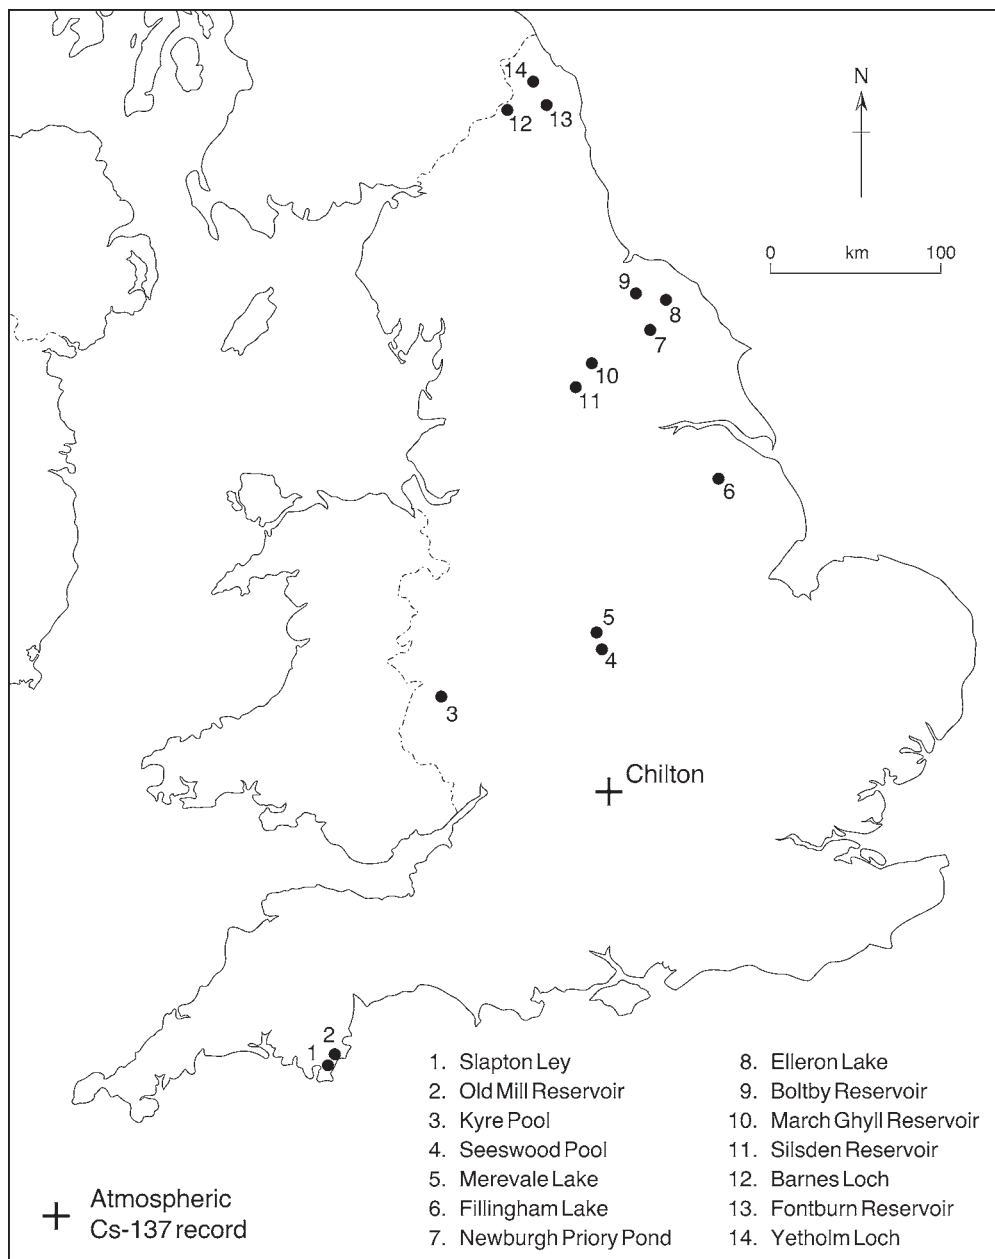 14
12
13
N
0 km 100
9
8
7
10
11
6
5
4
3
Chilton
2
1
1. Slapton Ley
2. Old Mill Reservoir
3. Kyre Pool
4. Seeswood Pool
5. Merevale Lake
6. Fillingham Lake
7. Newburgh Priory Pond
8. Elleron Lake
9. Boltby Reservoir
10. March Ghyll Reservoir
11. Silsden Reservoir
12. Barnes Loch
13. Fontburn Reservoir
14. Yetholm Loch
Atmospheric
Cs-137 record